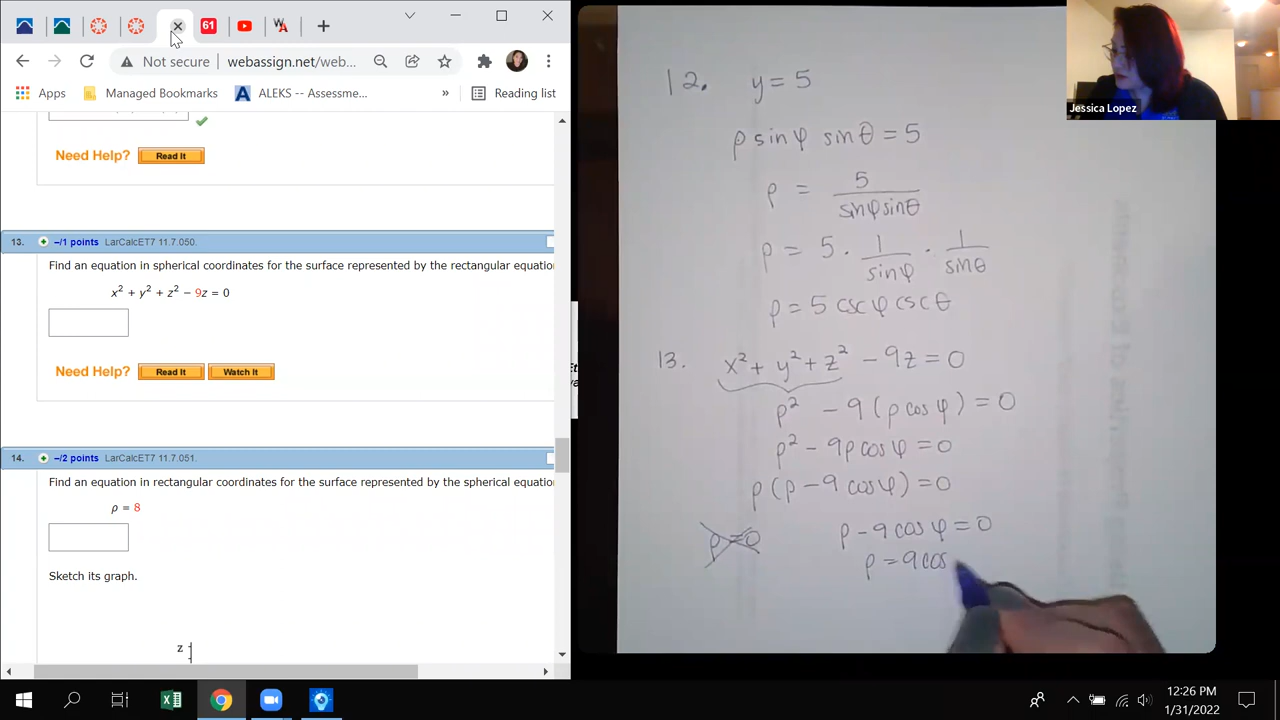 61
Not secure webassign.net/web...
Apps Managed Bookmarks ALEKS -- Assessme... » Reading list
Need Help? Read It
13. –/1 points LarCalcET7 11.7.050.
Find an equation in spherical coordinates for the surface represented by the rectangular equatio
x² + y² + z² − 9z = 0
Need Help? Read It Watch It
14. –/2 points LarCalcET7 11.7.051.
Find an equation in rectangular coordinates for the surface represented by the spherical equatio
ρ = 8
Sketch its graph.
z
12. y = 5
ρ sin φ sin θ = 5
ρ = 5 / sin φ sin θ
ρ = 5 · 1 / sin φ · 1 / sin θ
ρ = 5 csc φ csc θ
13. x² + y² + z² − 9z = 0
ρ² − 9 (ρ cos φ) = 0
ρ² − 9ρ cos φ = 0
ρ (ρ − 9 cos φ) = 0
ρ = 0 ρ − 9 cos φ = 0
ρ = 9 cos
Jessica Lopez
12:26 PM
1/31/2022